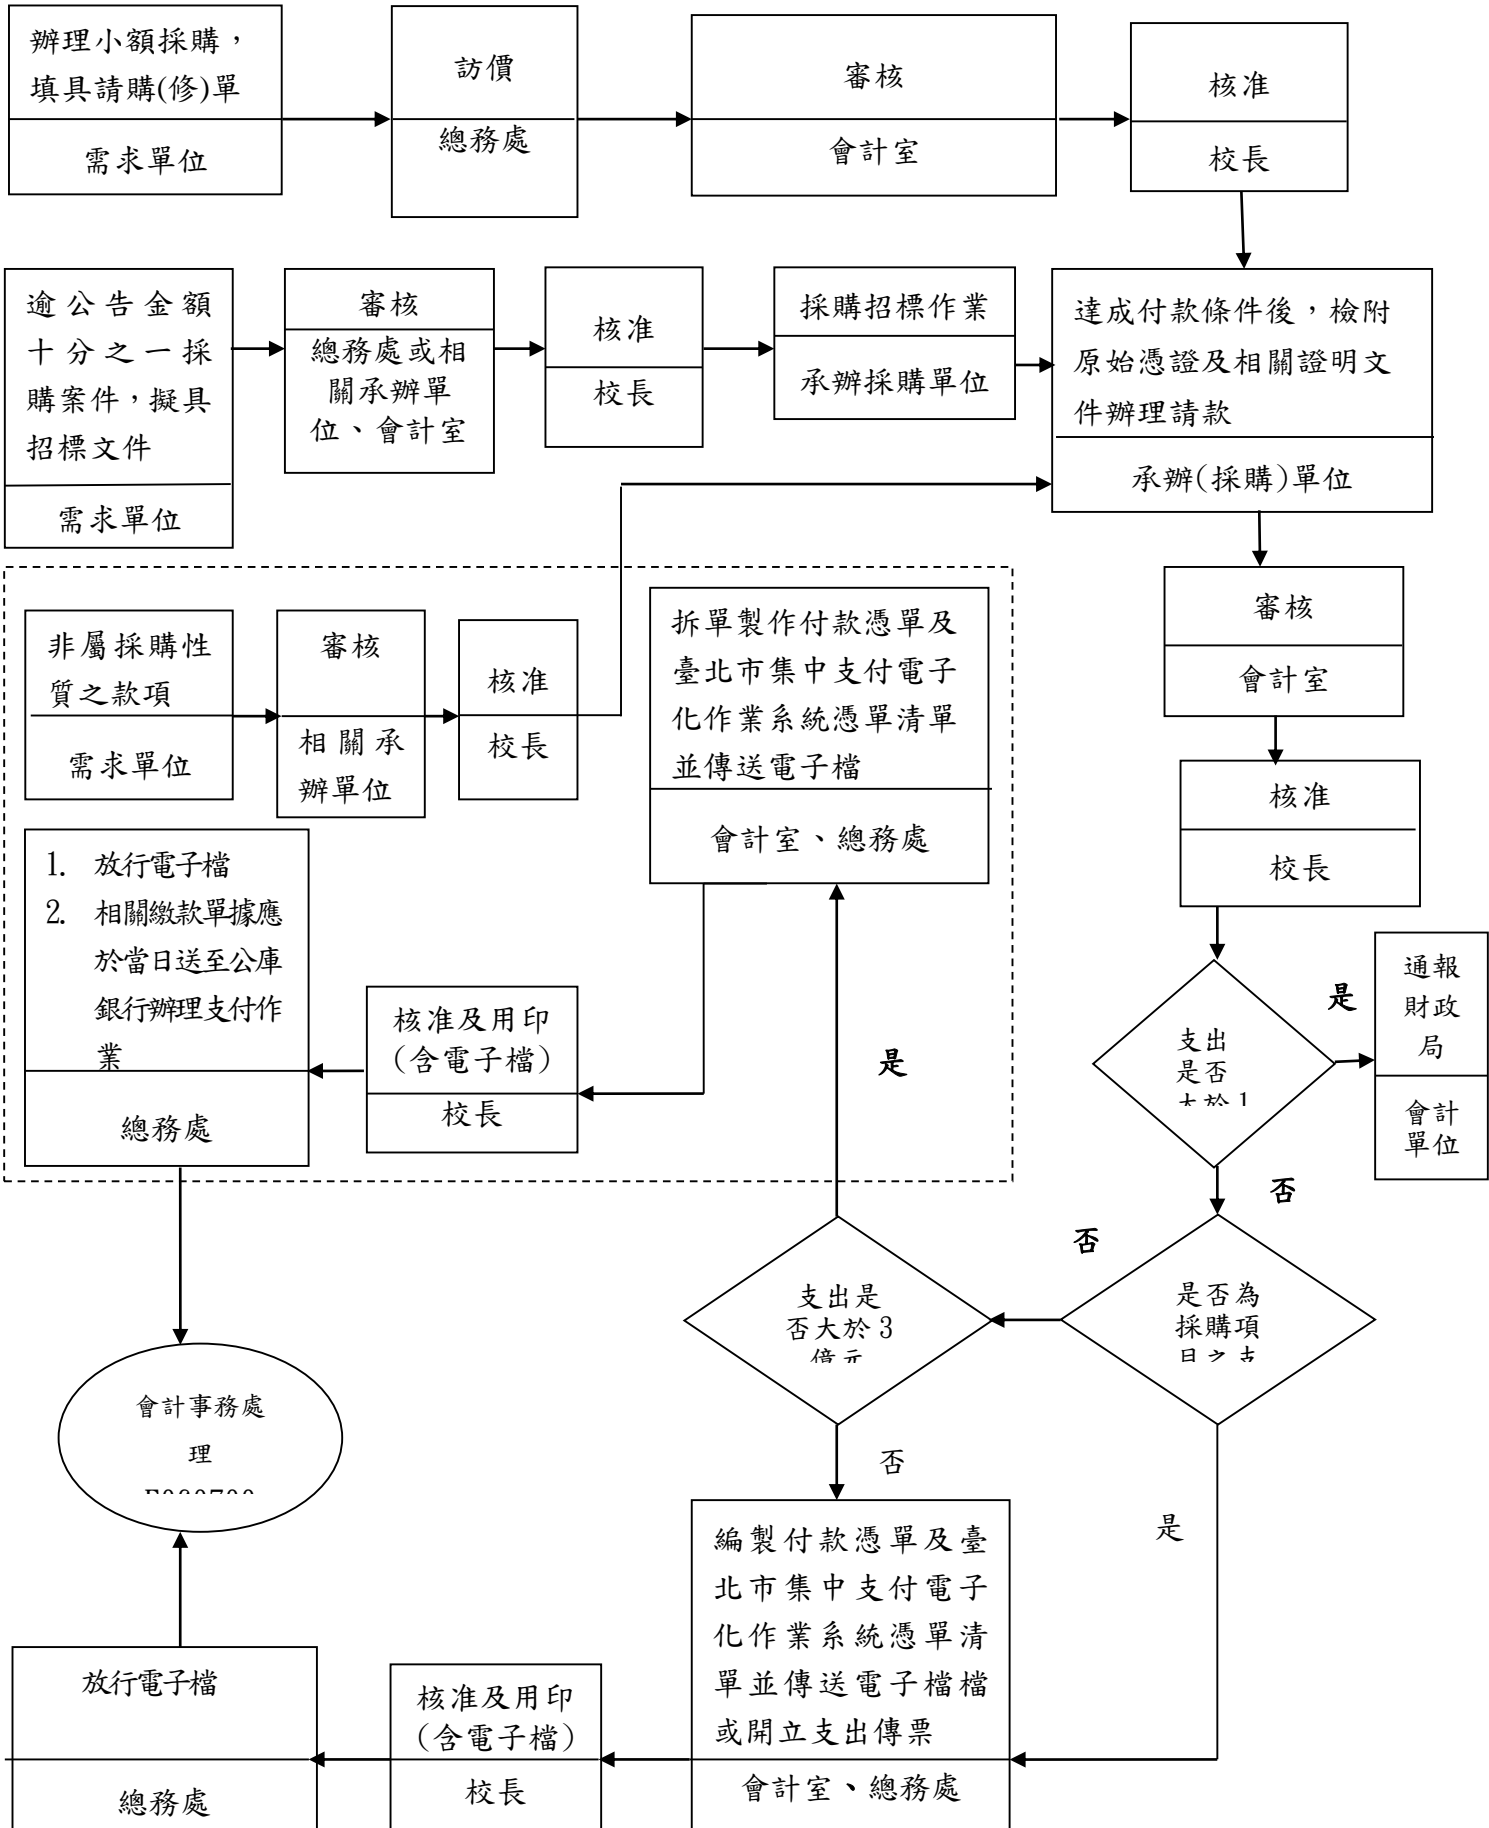 辦理小額採購，
填具請購(修)單
需求單位
訪價
總務處
審核
會計室
核准
校長
逾公告金額
十分之一採
購案件，擬具
招標文件
需求單位
審核
總務處或相
關承辦單
位、會計室
核准
校長
採購招標作業
承辦採購單位
達成付款條件後，檢附
原始憑證及相關證明文
件辦理請款
承辦(採購)單位
非屬採購性
質之款項
需求單位
審核
相關承
辦單位
核准
校長
拆單製作付款憑單及
臺北市集中支付電子
化作業系統憑單清單
並傳送電子檔
會計室、總務處
審核
會計室
核准
校長
1. 放行電子檔
2. 相關繳款單據應
於當日送至公庫
銀行辦理支付作
業
總務處
核准及用印
(含電子檔)
校長
是
支出
是否
大於1
是
通報
財政
局
會計
單位
否
否
支出是
否大於3
億元
是否為
採購項
目之支
會計事務處
理
否
是
編製付款憑單及臺
北市集中支付電子
化作業系統憑單清
單並傳送電子檔檔
或開立支出傳票
會計室、總務處
核准及用印
(含電子檔)
校長
放行電子檔
總務處